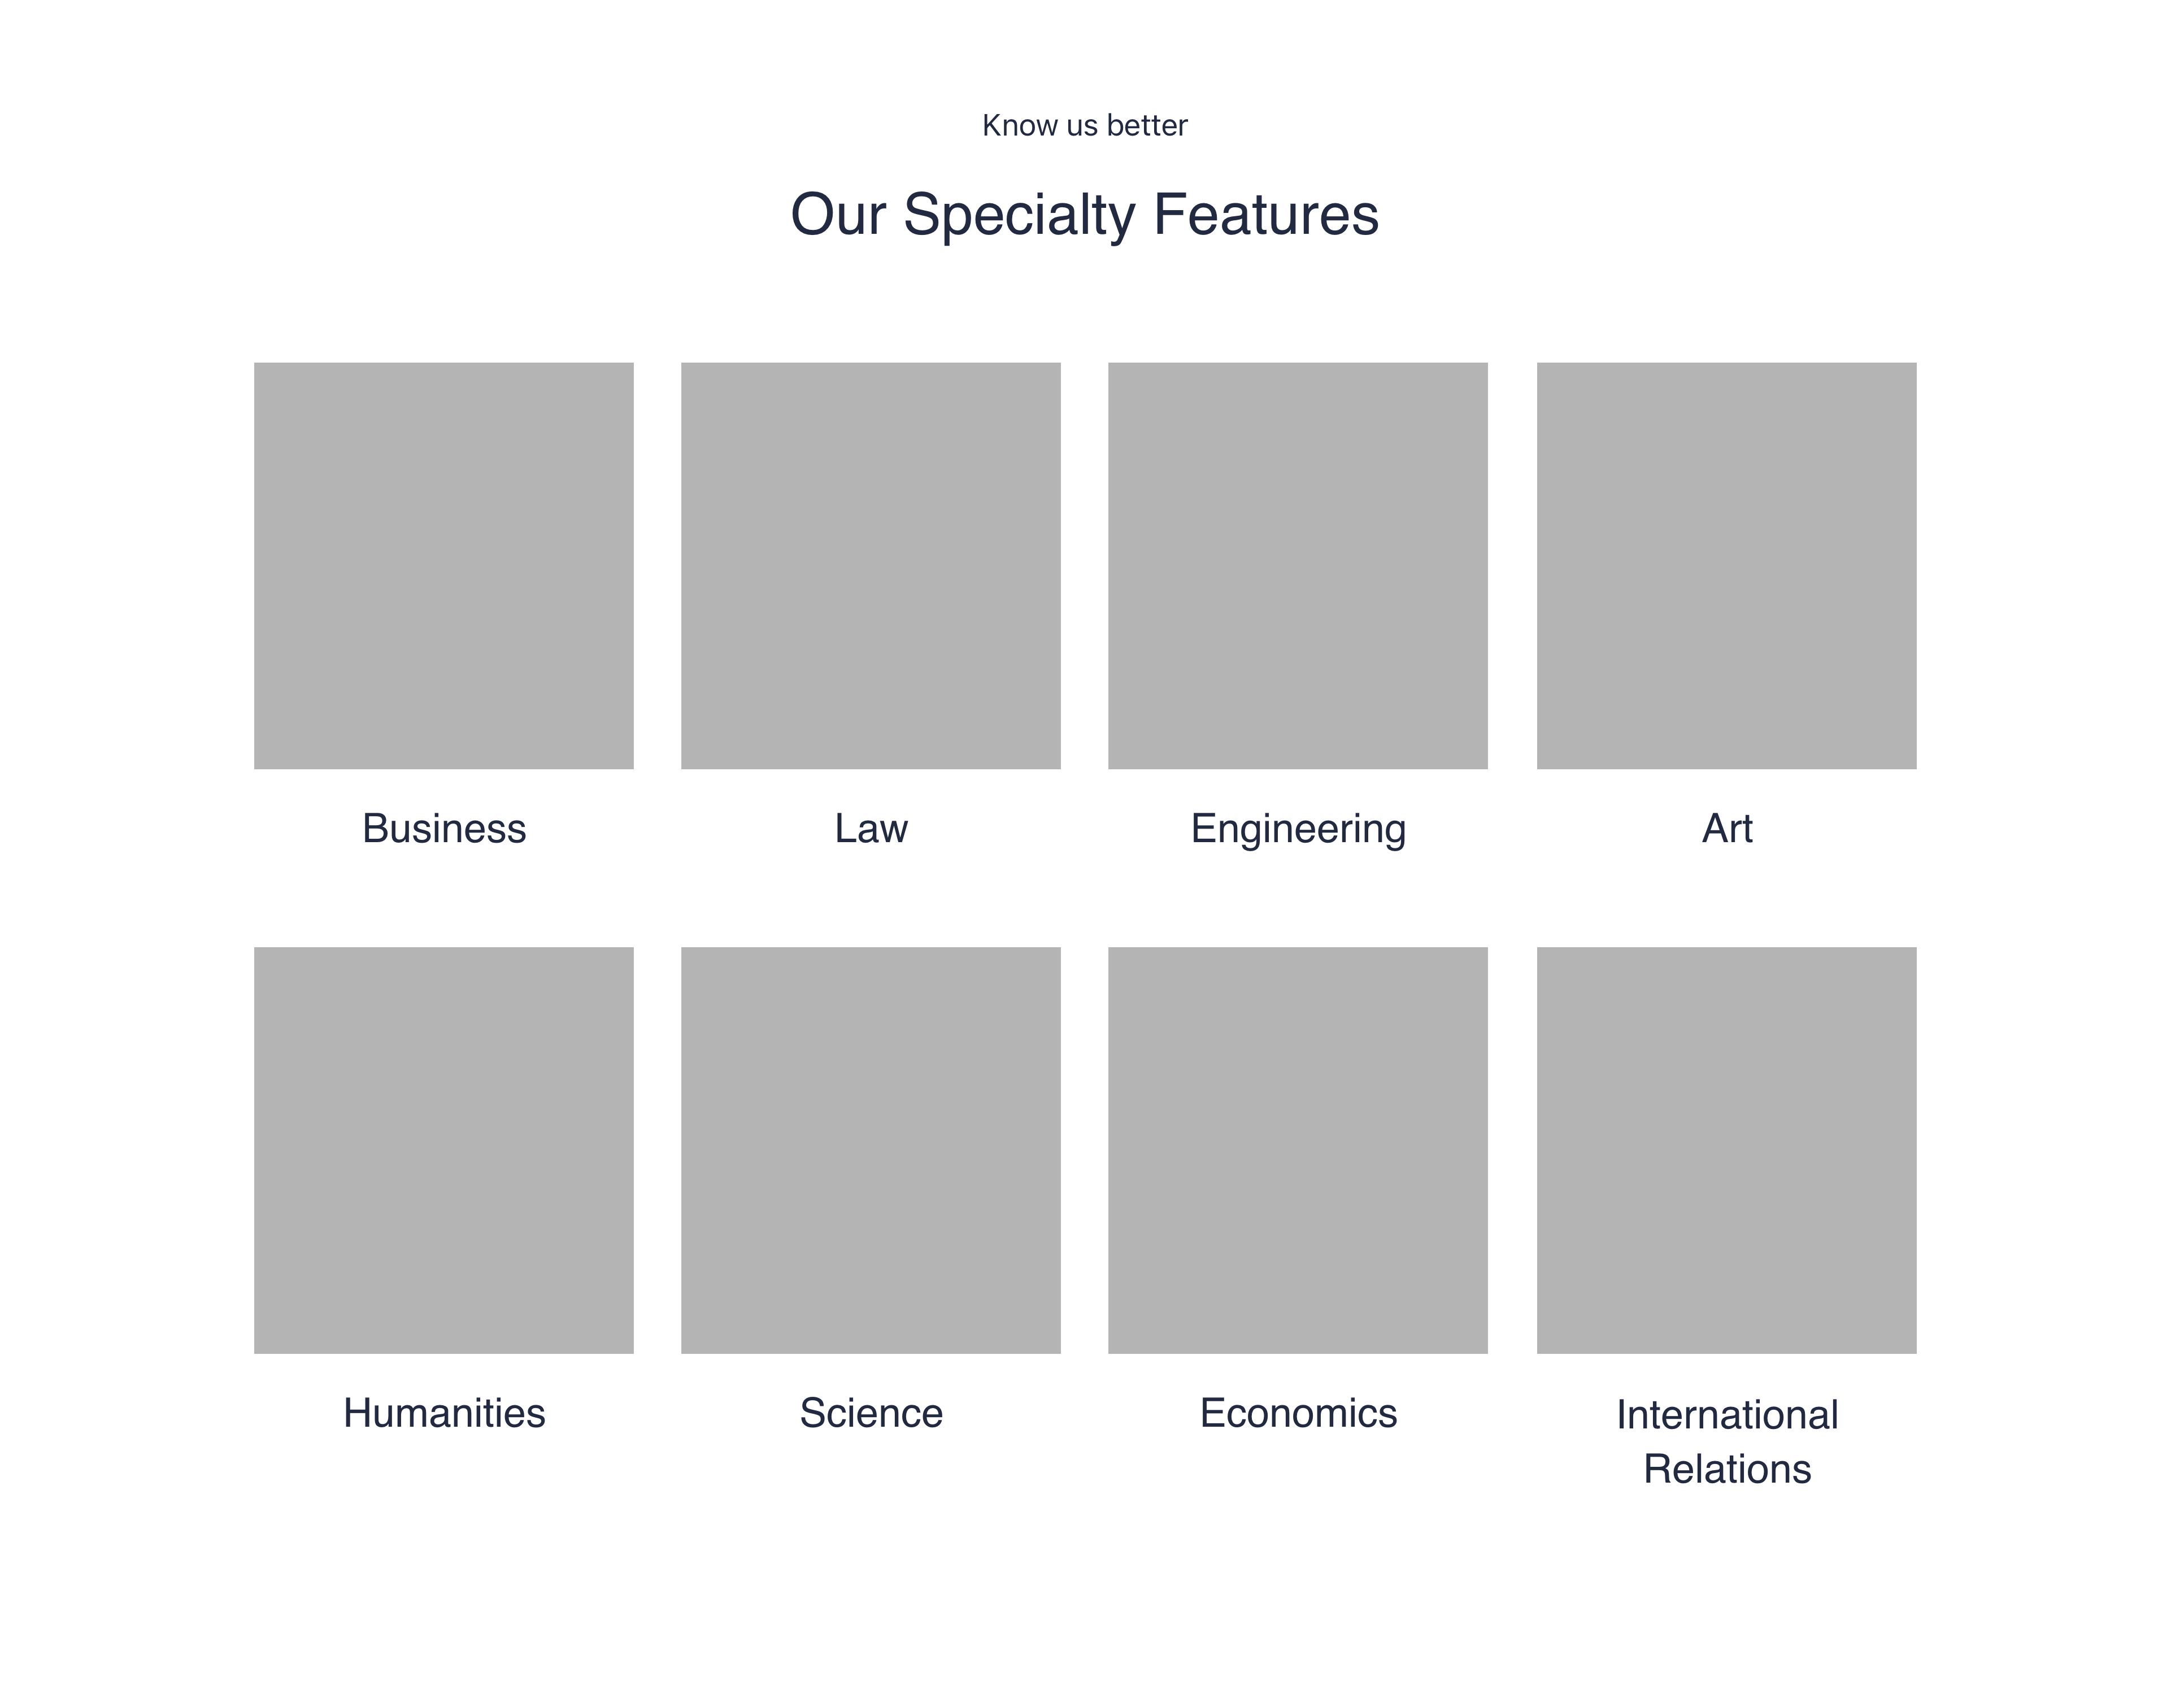 Know us better
Our Specialty Features
Business
Law
Engineering
Art
Humanities
Science
Economics
International
Relations